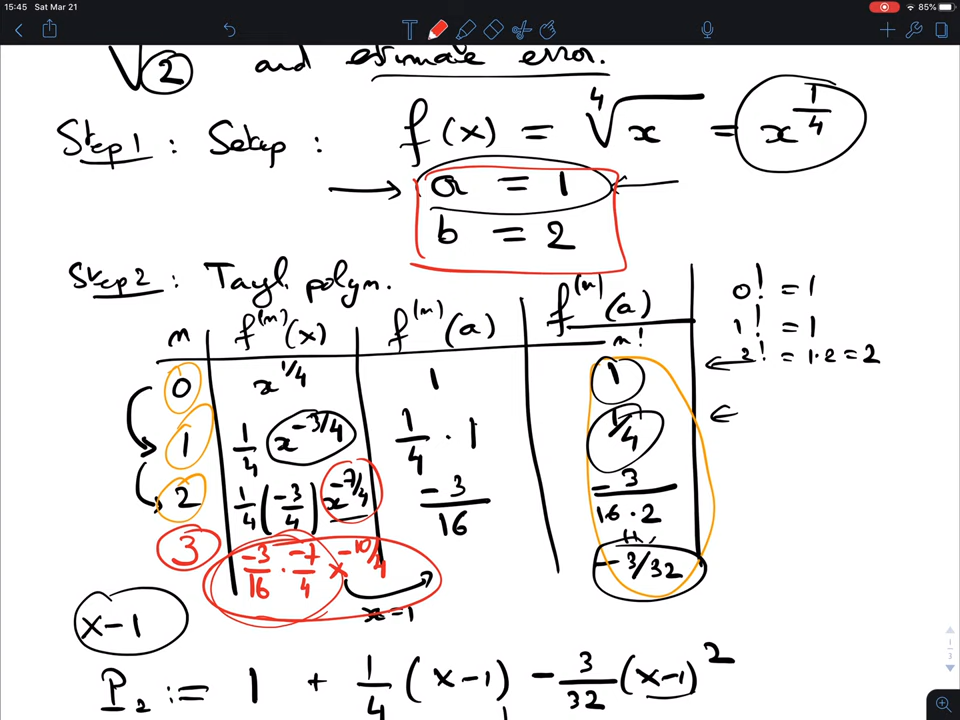 15:45 Sat Mar 21 85%
√2 and estimate error.
Step 1 : Setup : f(x) = ⁴√x = x^(1/4)
→ a = 1 ←
b = 2
Step 2 : Tayl. polyn.
n | f^(n)(x) | f^(n)(a) | f^(n)(a)/n!
0 | x^(1/4) | 1 | 1
1 | 1/4 x^(-3/4) | 1/4 · 1 | 1/4
2 | 1/4 (-3/4) x^(-7/4) | -3/16 | -3/(16·2)
= -3/32
3 | -3/16 · -7/4 x^(-10/4)
x=1
0! = 1
1! = 1
2! = 1·2 = 2
x-1
P₂ := 1 + 1/4 (x-1) - 3/32 (x-1)²